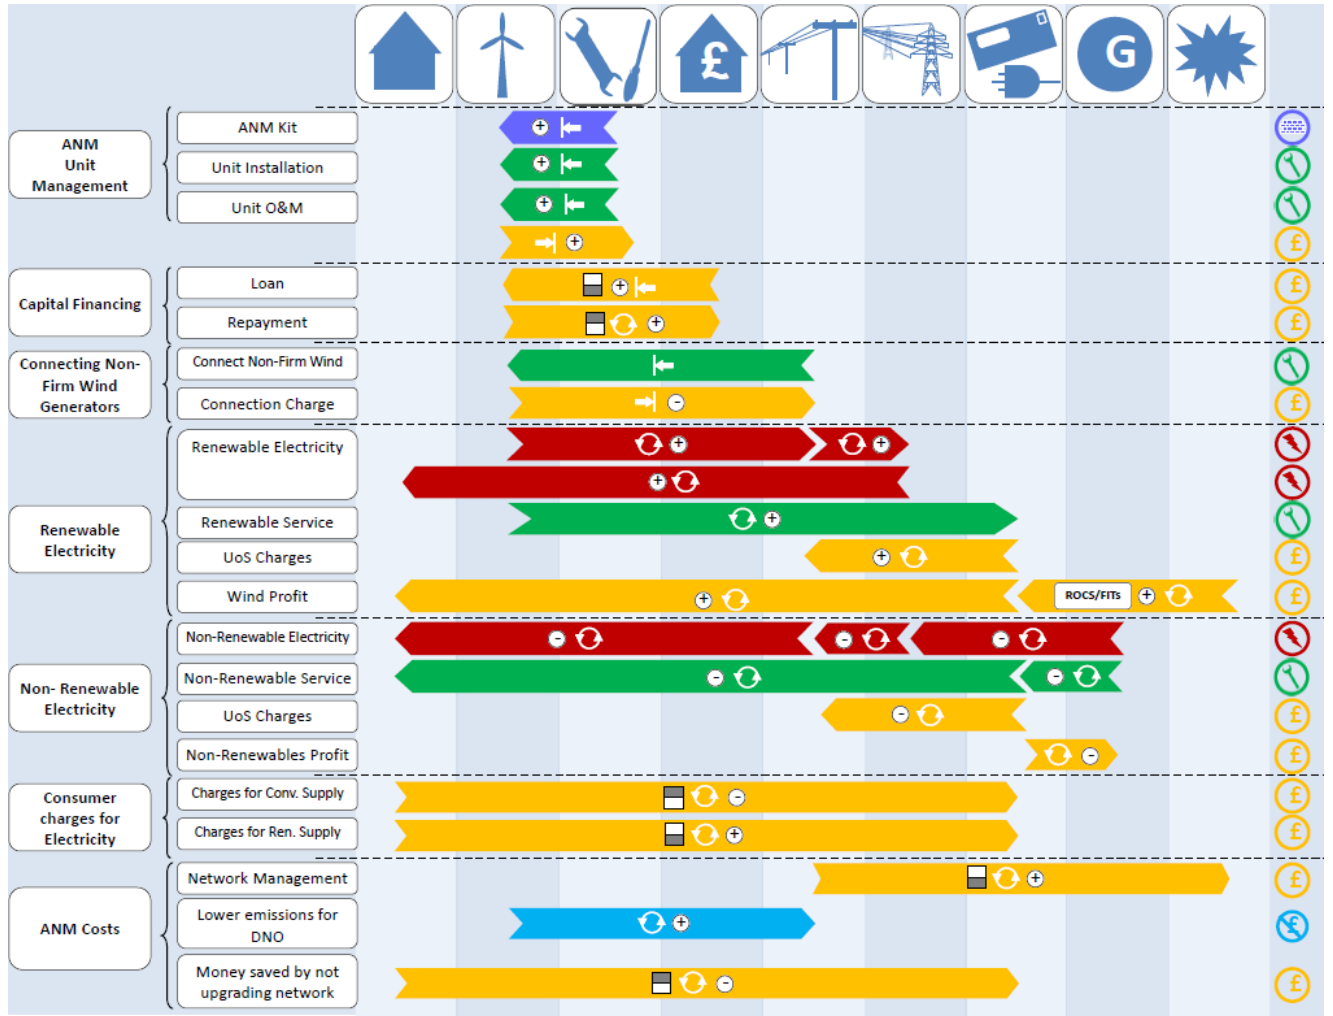 £
G
ANM
Unit
Management
ANM Kit
Unit Installation
Unit O&M
£
Capital Financing
Loan
£
Repayment
£
Connecting Non-
Firm Wind
Generators
Connect Non-Firm Wind
Connection Charge
£
Renewable
Electricity
Renewable Electricity
Renewable Service
UoS Charges
£
Wind Profit
ROCS/FITs
£
Non- Renewable
Electricity
Non-Renewable Electricity
Non-Renewable Service
UoS Charges
£
Non-Renewables Profit
£
Consumer
charges for
Electricity
Charges for Conv. Supply
£
Charges for Ren. Supply
£
ANM Costs
Network Management
£
Lower emissions for
DNO
£
Money saved by not
upgrading network
£